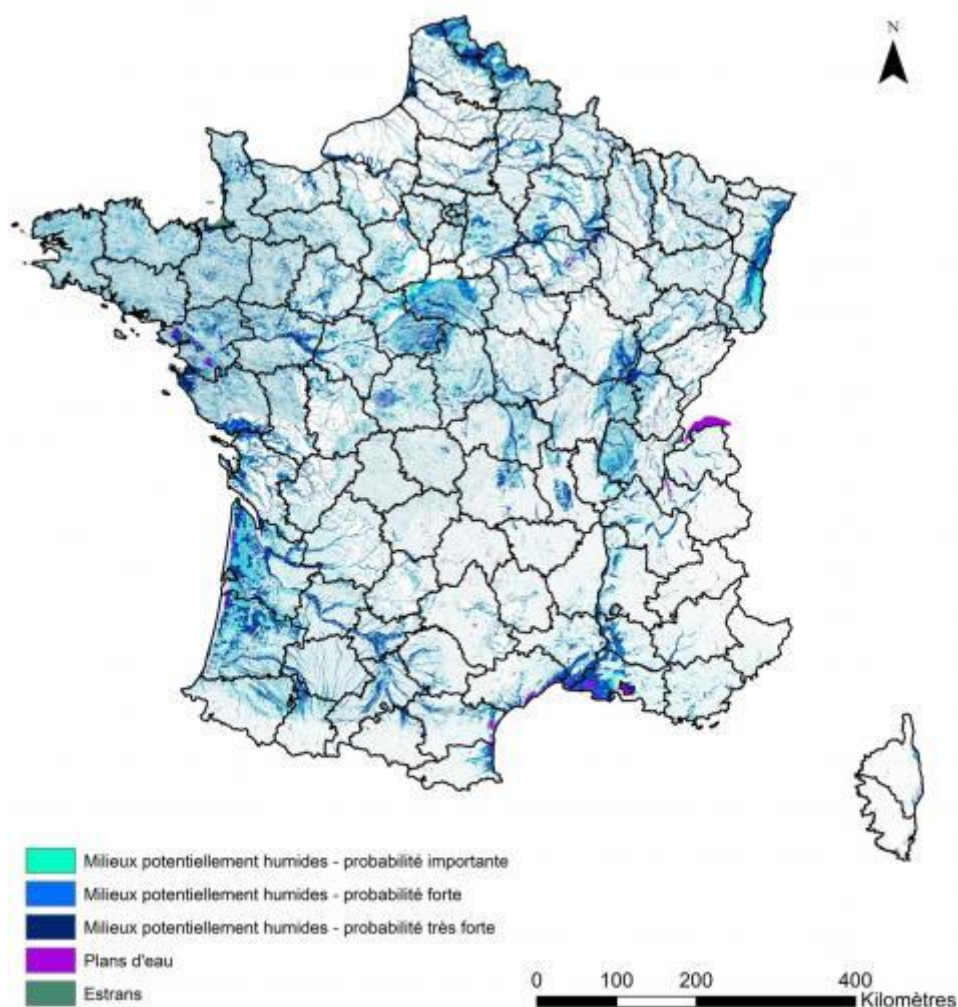 N
Milieux potentiellement humides - probabilité importante
Milieux potentiellement humides - probabilité forte
Milieux potentiellement humides - probabilité très forte
Plans d'eau
Estrans
0 100 200 400
Kilomètres